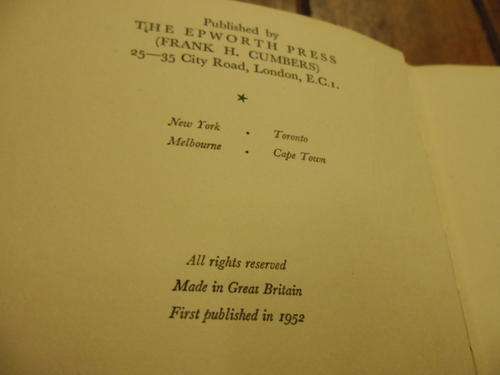 Published by
THE EPWORTH PRESS
(FRANK H. CUMBERS)
25—35 City Road, London, E.C.1.
New York · Toronto
Melbourne · Cape Town
All rights reserved
Made in Great Britain
First published in 1952